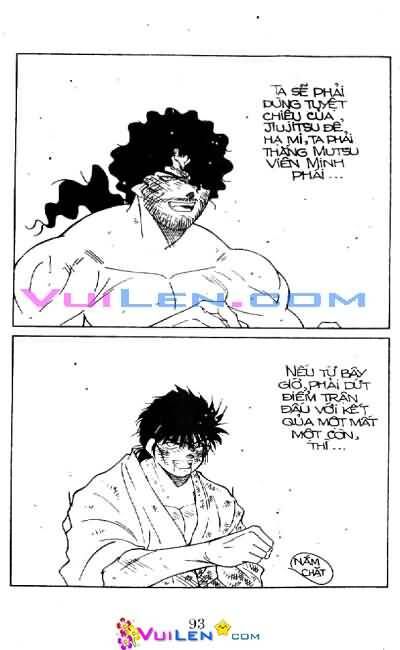 TA SẼ PHẢI
DÙNG TUYỆT
CHIÊU CỦA
JIUJITSU ĐỂ
HẠ MI, TA PHẢI
THẮNG MUTSU
VIÊN MINH
PHÁI...
VUILEN.COM
NẾU TỪ BÂY
GIỜ, PHẢI DỨT
ĐIỂM TRẬN
ĐẤU VỚI KẾT
QUẢ MỘT MẤT
MỘT CÒN,
THÌ...
NẮM
CHẶT
93
VUILEN COM